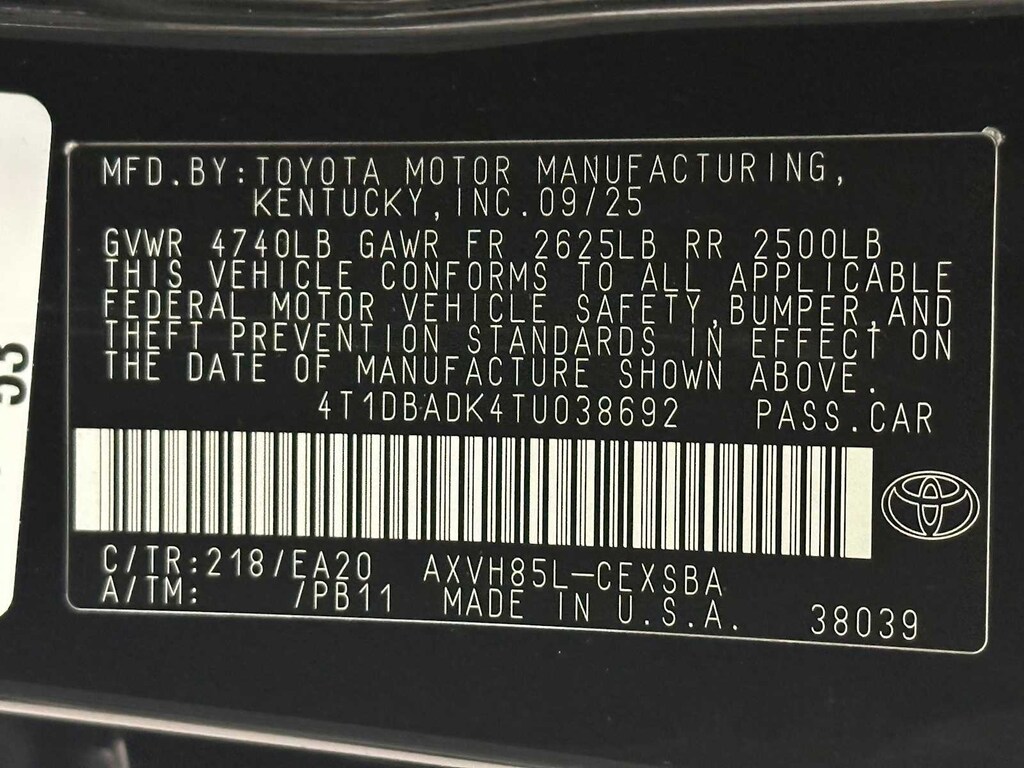 MFD.BY:TOYOTA MOTOR MANUFACTURING,
KENTUCKY,INC.09/25
GVWR 4740LB GAWR FR 2625LB RR 2500LB
THIS VEHICLE CONFORMS TO ALL APPLICABLE
FEDERAL MOTOR VEHICLE SAFETY,BUMPER,AND
THEFT PREVENTION STANDARDS IN EFFECT ON
THE DATE OF MANUFACTURE SHOWN ABOVE.
4T1DBADK4TU038692 PASS.CAR
C/TR:218/EA20 AXVH85L-CEXSBA
A/TM: /PB11 MADE IN U.S.A. 38039